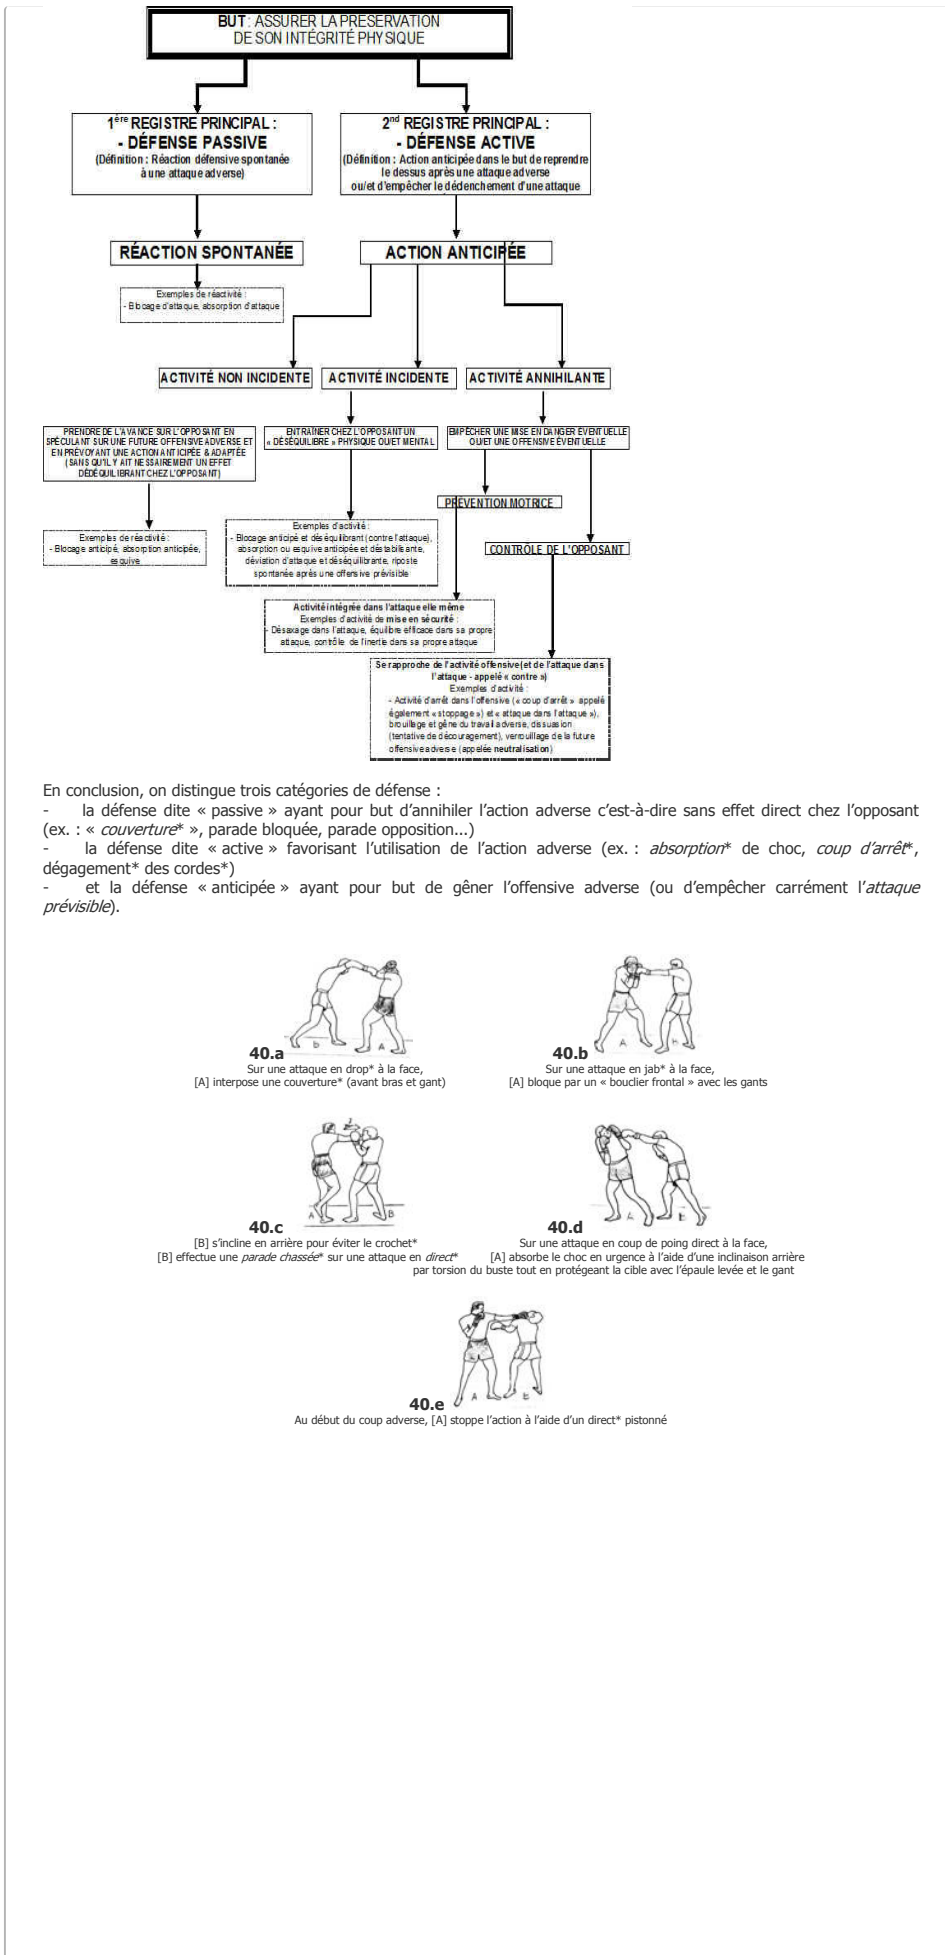 BUT : ASSURER LA PRESERVATION
DE SON INTÉGRITÉ PHYSIQUE
1ère REGISTRE PRINCIPAL :
- DÉFENSE PASSIVE
(Définition : Réaction défensive spontanée
à une attaque adverse)
2nd REGISTRE PRINCIPAL :
- DÉFENSE ACTIVE
(Définition : Action anticipée dans le but de reprendre
le dessus après une attaque adverse
ou/et d'empêcher le déclenchement d'une attaque
RÉACTION SPONTANÉE
ACTION ANTICIPÉE
Exemples de réactivité :
- Blocage d'attaque, absorption d'attaque
ACTIVITÉ NON INCIDENTE
ACTIVITÉ INCIDENTE
ACTIVITÉ ANNIHILANTE
PRENDRE DE L'AVANCE SUR L'OPPOSANT EN
SPÉCULANT SUR UNE FUTURE OFFENSIVE ADVERSE ET
EN PRÉVOYANT UNE ACTION ANTICIPÉE & ADAPTÉE
(SANS QU'IL Y AIT NESSAIREMENT UN EFFET
DÉDÉQUILIBRANT CHEZ L'OPPOSANT)
ENTRAÎNER CHEZ L'OPPOSANT UN
« DÉSÉQUILIBRE » PHYSIQUE OU/ET MENTAL
EMPÊCHER UNE MISE EN DANGER ÉVENTUELLE
OU/ET UNE OFFENSIVE ÉVENTUELLE
PRÉVENTION MOTRICE
Exemples de réactivité :
- Blocage anticipé, absorption anticipée,
esquive
Exemples d'activité :
- Blocage anticipé et déséquilibrant (contre l'attaque),
absorption ou esquive anticipée et déstabilisante,
déviation d'attaque et déséquilibrante, riposte
spontanée après une offensive prévisible
CONTRÔLE DE L'OPPOSANT
Activité intégrée dans l'attaque elle même
Exemples d'activité de mise en sécurité :
- Désaxage dans l'attaque, équilibre efficace dans sa propre
attaque, contrôle de l'inertie dans sa propre attaque
Se rapproche de l'activité offensive (et de l'attaque dans
l'attaque - appelé « contre »)
Exemples d'activité :
- Activité d'arrêt dans l'offensive (« coup d'arrêt » appelé
également « stoppage ») et « attaque dans l'attaque »),
brouillage et gêne du travail adverse, dissuasion
(tentative de découragement), verrouillage de la future
offensive adverse (appelée neutralisation)
En conclusion, on distingue trois catégories de défense :
- la défense dite « passive » ayant pour but d'annihiler l'action adverse c'est-à-dire sans effet direct chez l'opposant
(ex. : « couverture* », parade bloquée, parade opposition...)
- la défense dite « active » favorisant l'utilisation de l'action adverse (ex. : absorption* de choc, coup d'arrêt*,
dégagement* des cordes*)
- et la défense « anticipée » ayant pour but de gêner l'offensive adverse (ou d'empêcher carrément l'attaque
prévisible).
b A
40.a
Sur une attaque en drop* à la face,
[A] interpose une couverture* (avant bras et gant)
A B
40.b
Sur une attaque en jab* à la face,
[A] bloque par un « bouclier frontal » avec les gants
A B
40.c
[B] s'incline en arrière pour éviter le crochet*
[B] effectue une parade chassée* sur une attaque en direct*
40.d
Sur une attaque en coup de poing direct à la face,
[A] absorbe le choc en urgence à l'aide d'une inclinaison arrière
par torsion du buste tout en protégeant la cible avec l'épaule levée et le gant
A
40.e
Au début du coup adverse, [A] stoppe l'action à l'aide d'un direct* pistonné